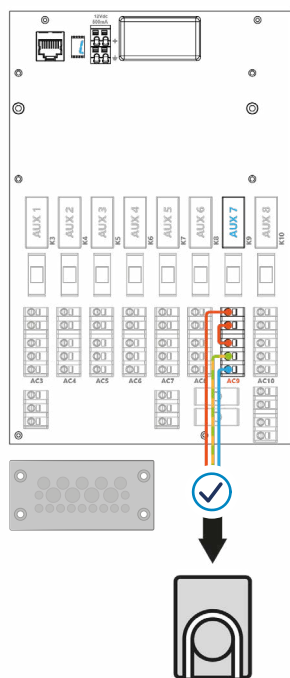 12Vdc
500mA
+
AUX 1
AUX 2
AUX 3
AUX 4
AUX 5
AUX 6
AUX 7
AUX 8
K3
K4
K5
K6
K7
K8
K9
K10
AC3
AC4
AC5
AC6
AC7
AC8
AC9
AC10